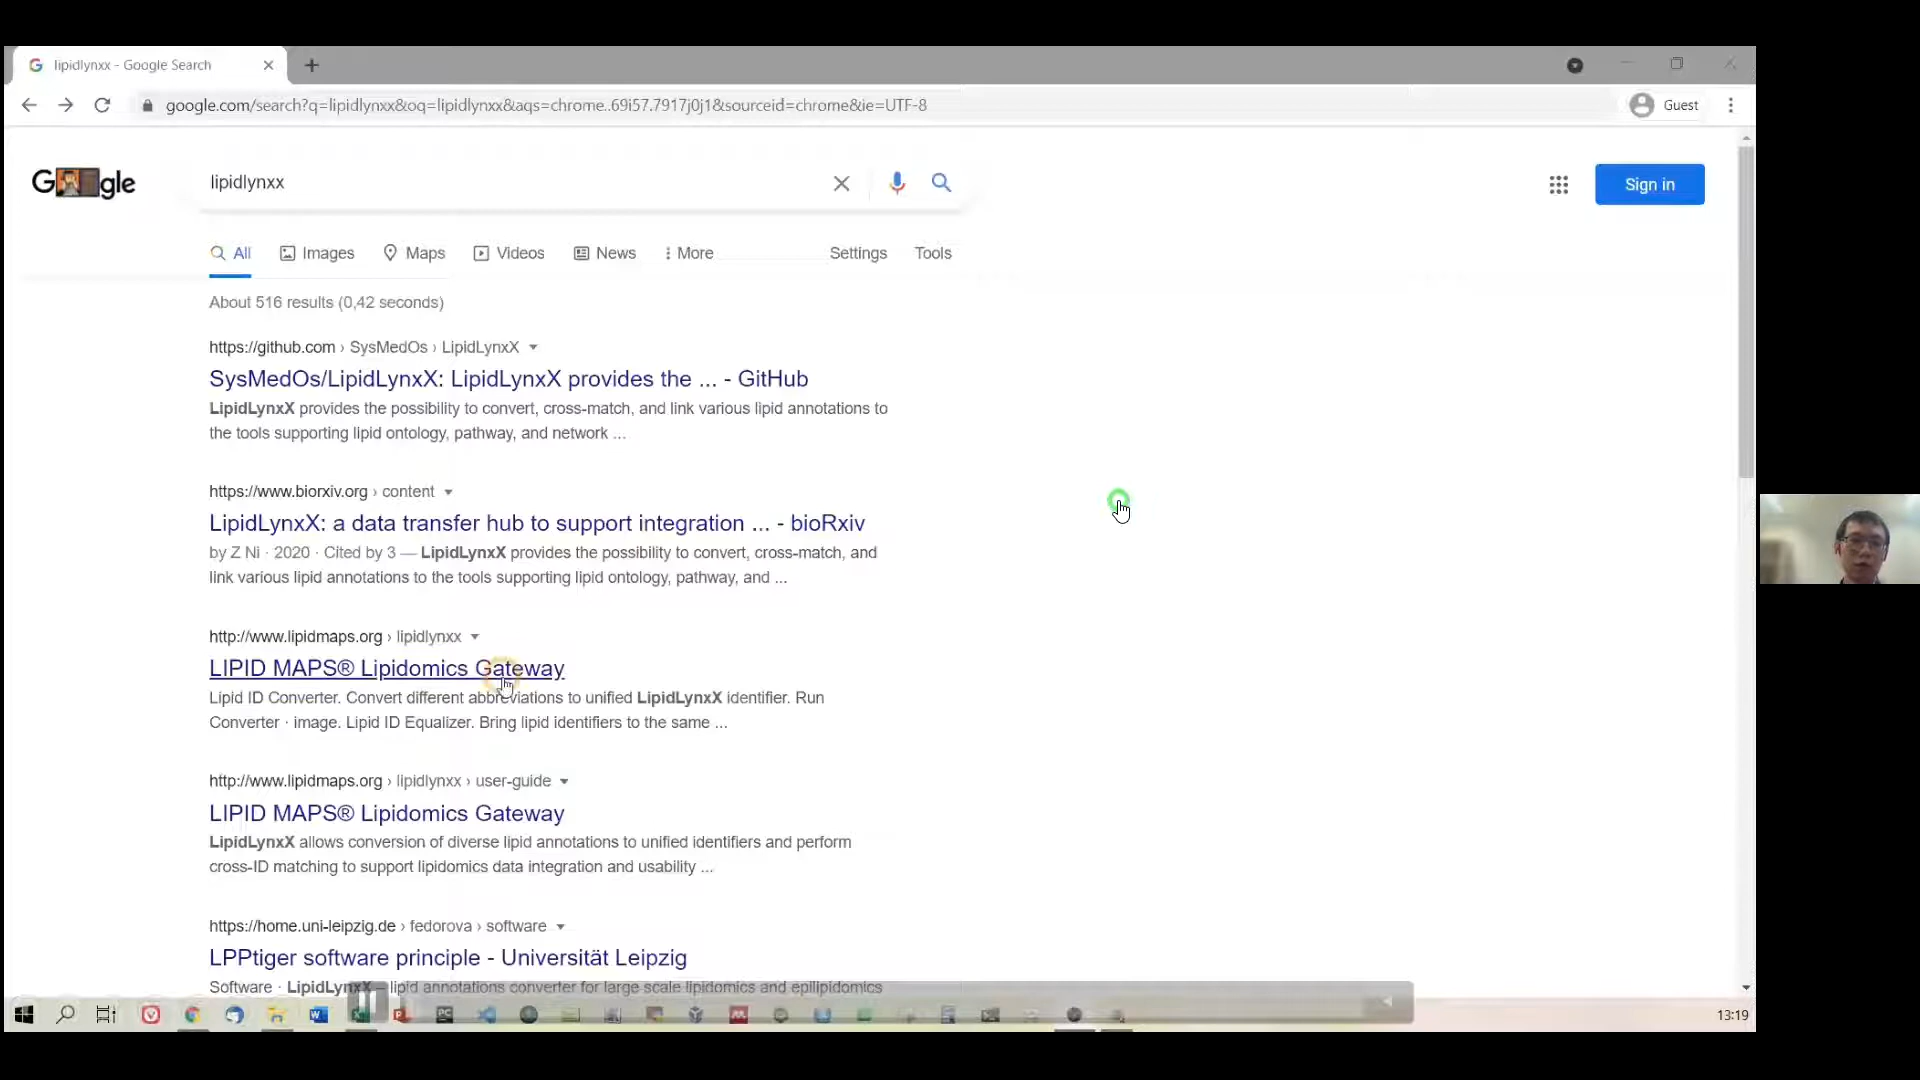 lipidlynxx - Google Search
google.com/search?q=lipidlynxx&oq=lipidlynxx&aqs=chrome..69i57.7917j0j1&sourceid=chrome&ie=UTF-8
Guest
Google
lipidlynxx
Sign in
All Images Maps Videos News More Settings Tools
About 516 results (0,42 seconds)
https://github.com › SysMedOs › LipidLynxX
SysMedOs/LipidLynxX: LipidLynxX provides the ... - GitHub
LipidLynxX provides the possibility to convert, cross-match, and link various lipid annotations to
the tools supporting lipid ontology, pathway, and network ...
https://www.biorxiv.org › content
LipidLynxX: a data transfer hub to support integration ... - bioRxiv
by Z Ni · 2020 · Cited by 3 — LipidLynxX provides the possibility to convert, cross-match, and
link various lipid annotations to the tools supporting lipid ontology, pathway, and ...
http://www.lipidmaps.org › lipidlynxx
LIPID MAPS® Lipidomics Gateway
Lipid ID Converter. Convert different abbreviations to unified LipidLynxX identifier. Run
Converter · image. Lipid ID Equalizer. Bring lipid identifiers to the same ...
http://www.lipidmaps.org › lipidlynxx › user-guide
LIPID MAPS® Lipidomics Gateway
LipidLynxX allows conversion of diverse lipid annotations to unified identifiers and perform
cross-ID matching to support lipidomics data integration and usability ...
https://home.uni-leipzig.de › fedorova › software
LPPtiger software principle - Universität Leipzig
Software · LipidLynxX – lipid annotations converter for large scale lipidomics and epilipidomics
13:19